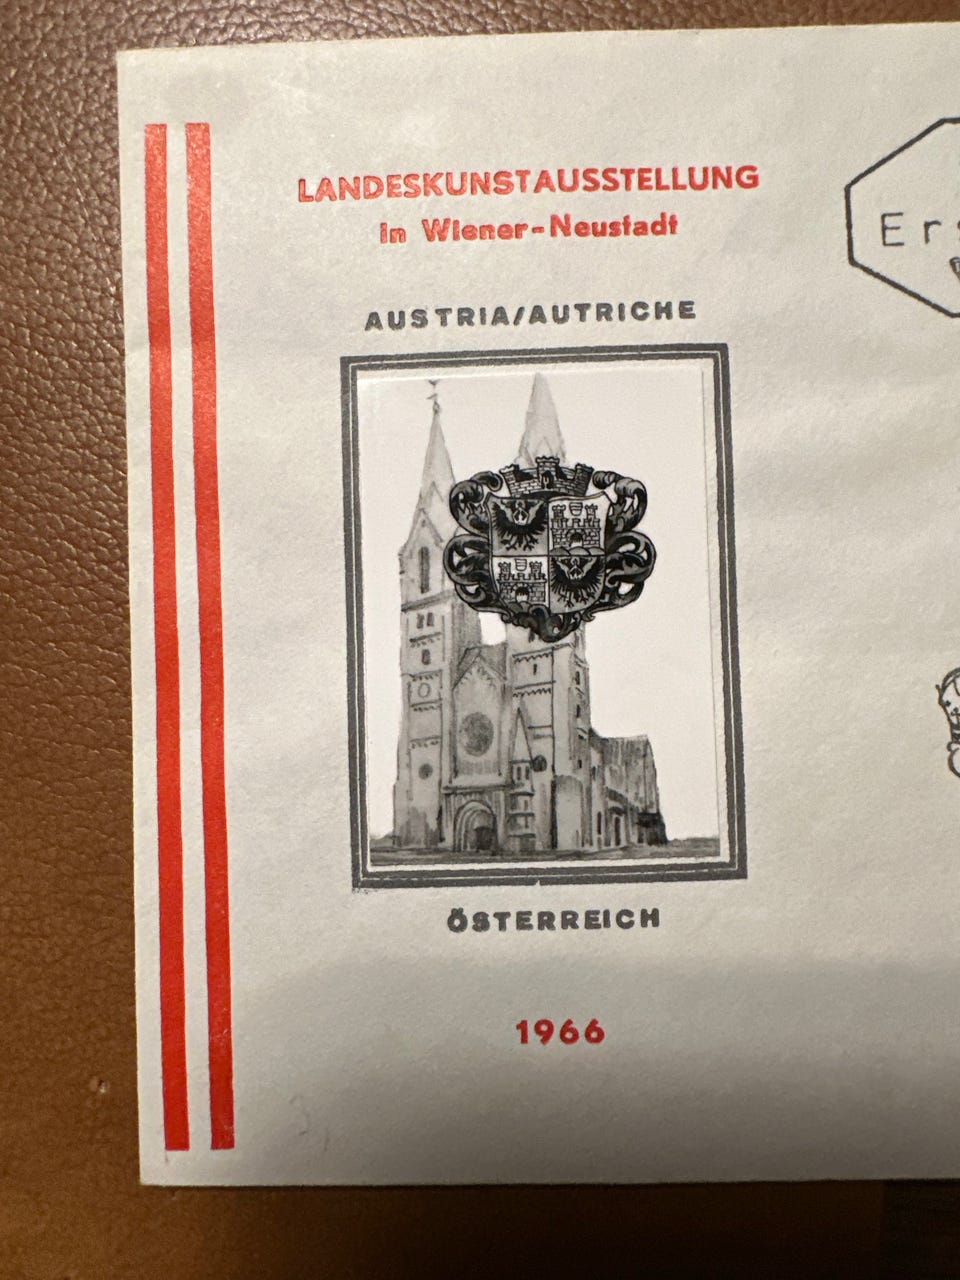 LANDESKUNSTAUSSTELLUNG
in Wiener-Neustadt
AUSTRIA/AUTRICHE
ÖSTERREICH
1966